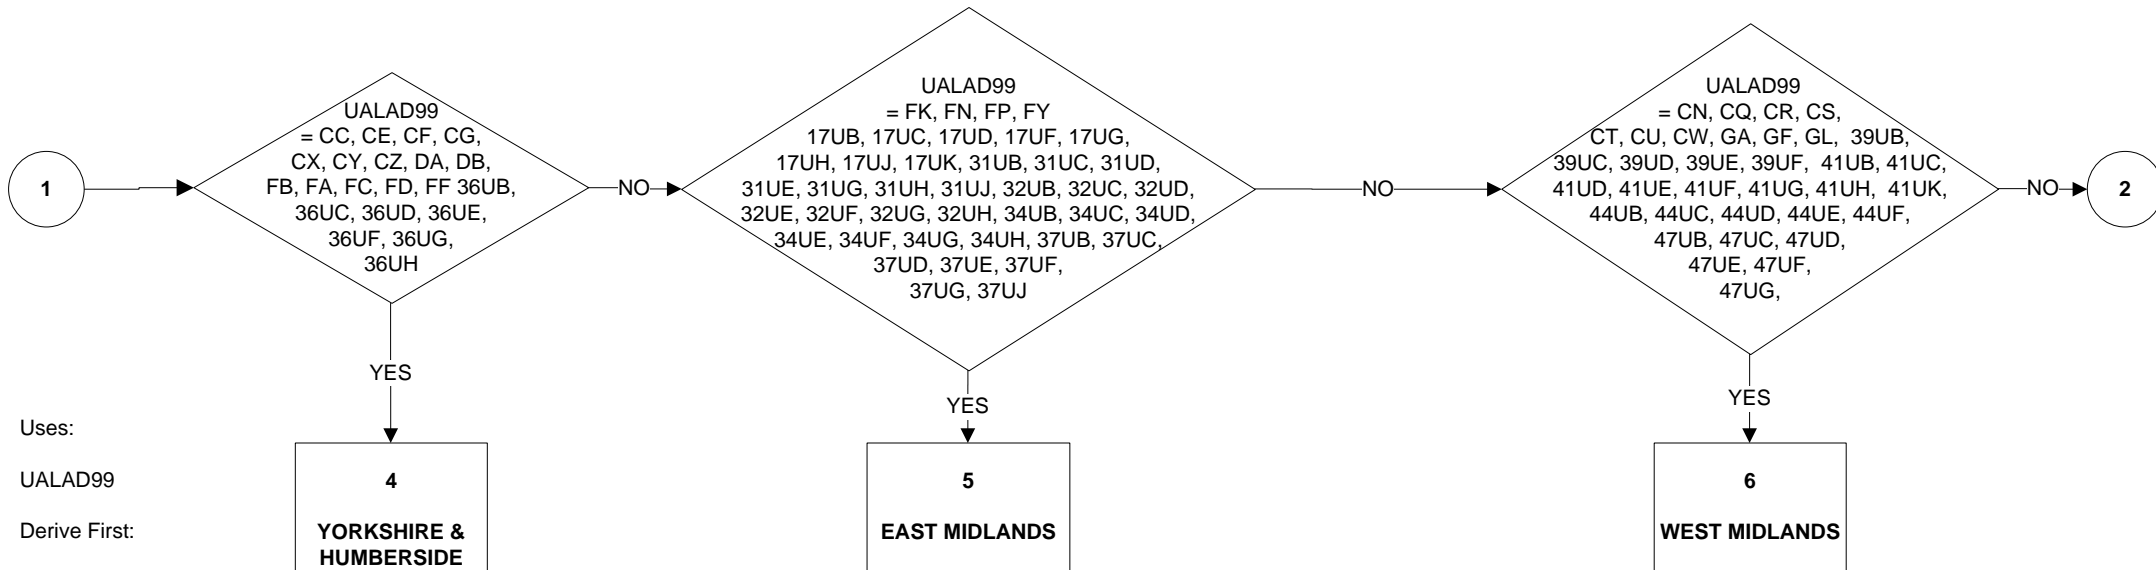 1
UALAD99
= CC, CE, CF, CG,
CX, CY, CZ, DA, DB,
FB, FA, FC, FD, FF 36UB,
36UC, 36UD, 36UE,
36UF, 36UG,
36UH
NO
UALAD99
= FK, FN, FP, FY
17UB, 17UC, 17UD, 17UF, 17UG,
17UH, 17UJ, 17UK, 31UB, 31UC, 31UD,
31UE, 31UG, 31UH, 31UJ, 32UB, 32UC, 32UD,
32UE, 32UF, 32UG, 32UH, 34UB, 34UC, 34UD,
34UE, 34UF, 34UG, 34UH, 37UB, 37UC,
37UD, 37UE, 37UF,
37UG, 37UJ
NO
UALAD99
= CN, CQ, CR, CS,
CT, CU, CW, GA, GF, GL, 39UB,
39UC, 39UD, 39UE, 39UF, 41UB, 41UC,
41UD, 41UE, 41UF, 41UG, 41UH, 41UK,
44UB, 44UC, 44UD, 44UE, 44UF,
47UB, 47UC, 47UD,
47UE, 47UF,
47UG,
NO
2
YES
YES
YES
Uses:
UALAD99
Derive First:
4
YORKSHIRE &
HUMBERSIDE
5
EAST MIDLANDS
6
WEST MIDLANDS